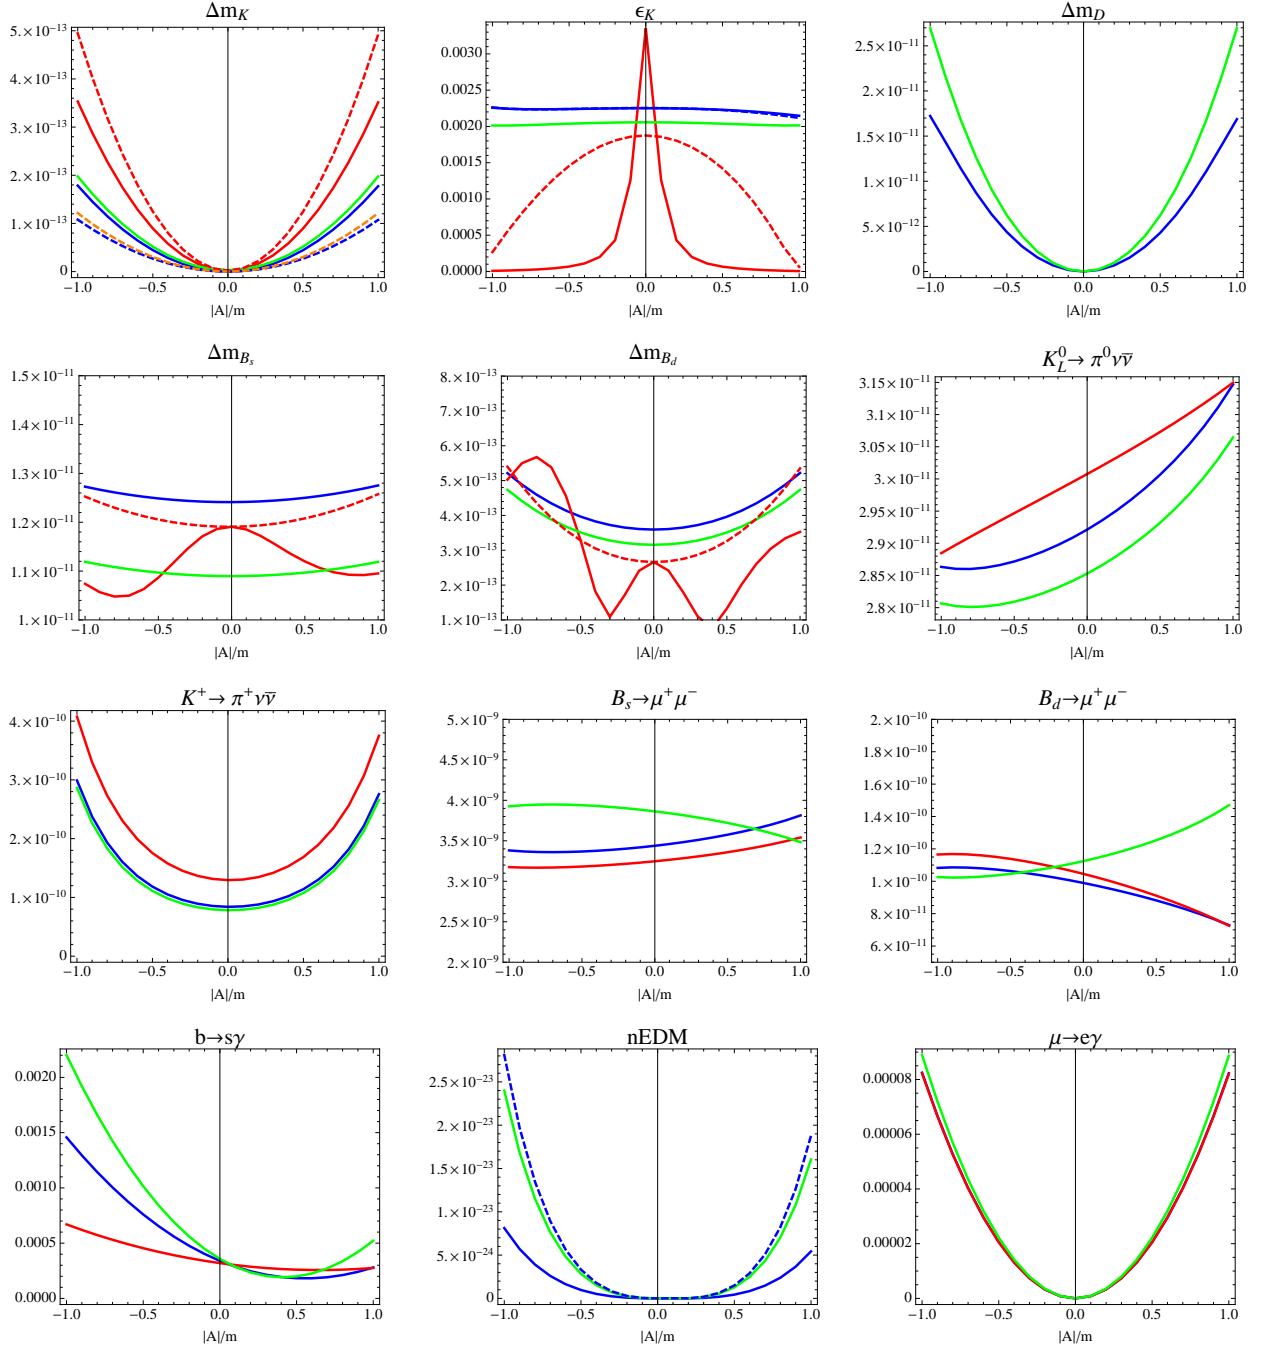 Δm_K
5.×10⁻¹³
4.×10⁻¹³
3.×10⁻¹³
2.×10⁻¹³
1.×10⁻¹³
0
−1.0 −0.5 0.0 0.5 1.0
|A|/m
ϵ_K
0.0030
0.0025
0.0020
0.0015
0.0010
0.0005
0.0000
−1.0 −0.5 0.0 0.5 1.0
|A|/m
Δm_D
2.5×10⁻¹¹
2.×10⁻¹¹
1.5×10⁻¹¹
1.×10⁻¹¹
5.×10⁻¹²
0
−1.0 −0.5 0.0 0.5 1.0
|A|/m
Δm_{B_s}
1.5×10⁻¹¹
1.4×10⁻¹¹
1.3×10⁻¹¹
1.2×10⁻¹¹
1.1×10⁻¹¹
1.×10⁻¹¹
−1.0 −0.5 0.0 0.5 1.0
|A|/m
Δm_{B_d}
8.×10⁻¹³
7.×10⁻¹³
6.×10⁻¹³
5.×10⁻¹³
4.×10⁻¹³
3.×10⁻¹³
2.×10⁻¹³
1.×10⁻¹³
−1.0 −0.5 0.0 0.5 1.0
|A|/m
K_L^0→ π⁰νν̅
3.15×10⁻¹¹
3.1×10⁻¹¹
3.05×10⁻¹¹
3.×10⁻¹¹
2.95×10⁻¹¹
2.9×10⁻¹¹
2.85×10⁻¹¹
2.8×10⁻¹¹
−1.0 −0.5 0.0 0.5 1.0
|A|/m
K⁺→ π⁺νν̅
4.×10⁻¹⁰
3.×10⁻¹⁰
2.×10⁻¹⁰
1.×10⁻¹⁰
0
−1.0 −0.5 0.0 0.5 1.0
|A|/m
B_s→μ⁺μ⁻
5.×10⁻⁹
4.5×10⁻⁹
4.×10⁻⁹
3.5×10⁻⁹
3.×10⁻⁹
2.5×10⁻⁹
2.×10⁻⁹
−1.0 −0.5 0.0 0.5 1.0
|A|/m
B_d→μ⁺μ⁻
2.×10⁻¹⁰
1.8×10⁻¹⁰
1.6×10⁻¹⁰
1.4×10⁻¹⁰
1.2×10⁻¹⁰
1.×10⁻¹⁰
8.×10⁻¹¹
6.×10⁻¹¹
−1.0 −0.5 0.0 0.5 1.0
|A|/m
b→sγ
0.0020
0.0015
0.0010
0.0005
0.0000
−1.0 −0.5 0.0 0.5 1.0
|A|/m
nEDM
2.5×10⁻²³
2.×10⁻²³
1.5×10⁻²³
1.×10⁻²³
5.×10⁻²⁴
0
−1.0 −0.5 0.0 0.5 1.0
|A|/m
μ→eγ
0.00008
0.00006
0.00004
0.00002
0
−1.0 −0.5 0.0 0.5 1.0
|A|/m